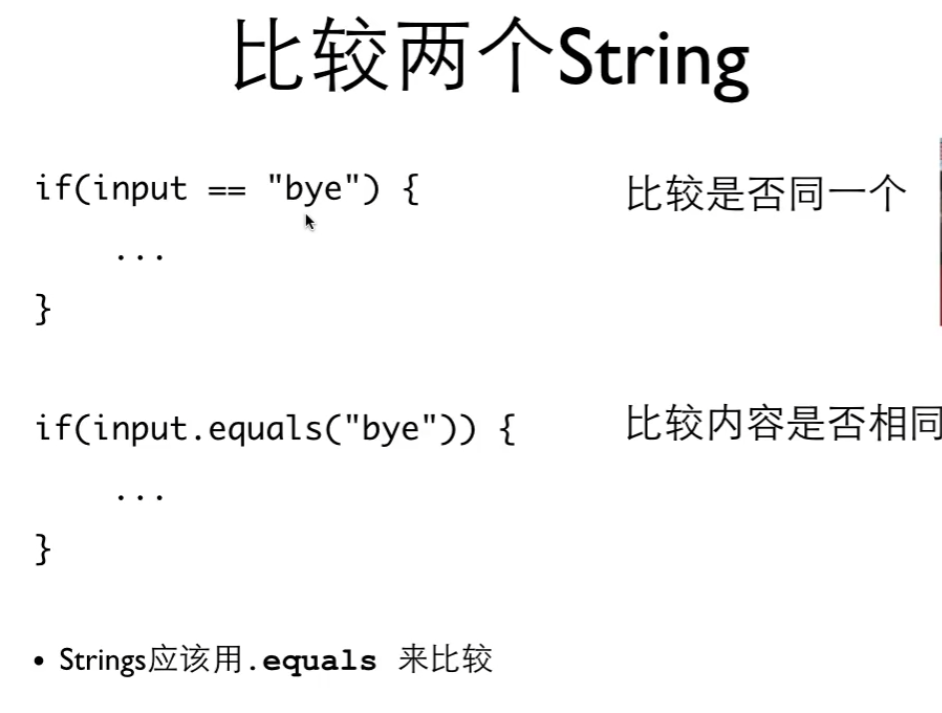 比较两个String
if(input == "bye") {
比较是否同一个
...
}
if(input.equals("bye")) {
比较内容是否相同
...
}
• Strings应该用.equals 来比较